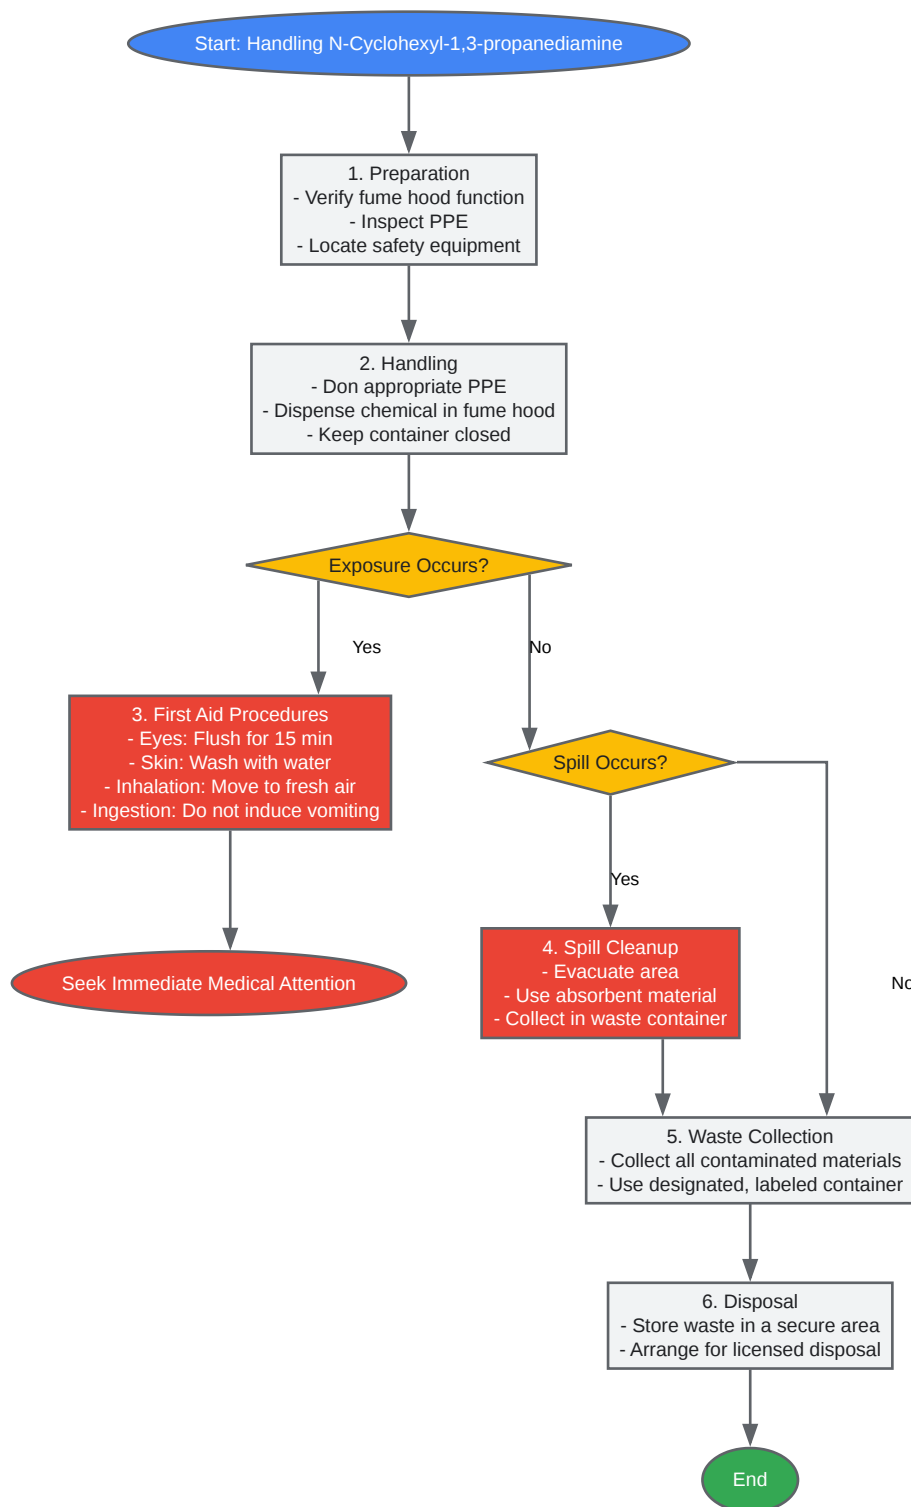 Start: Handling N-Cyclohexyl-1,3-propanediamine
1. Preparation
- Verify fume hood function
- Inspect PPE
- Locate safety equipment
2. Handling
- Don appropriate PPE
- Dispense chemical in fume hood
- Keep container closed
Exposure Occurs?
Yes
No
3. First Aid Procedures
- Eyes: Flush for 15 min
- Skin: Wash with water
- Inhalation: Move to fresh air
- Ingestion: Do not induce vomiting
Spill Occurs?
Yes
Seek Immediate Medical Attention
4. Spill Cleanup
- Evacuate area
- Use absorbent material
- Collect in waste container
No
5. Waste Collection
- Collect all contaminated materials
- Use designated, labeled container
6. Disposal
- Store waste in a secure area
- Arrange for licensed disposal
End